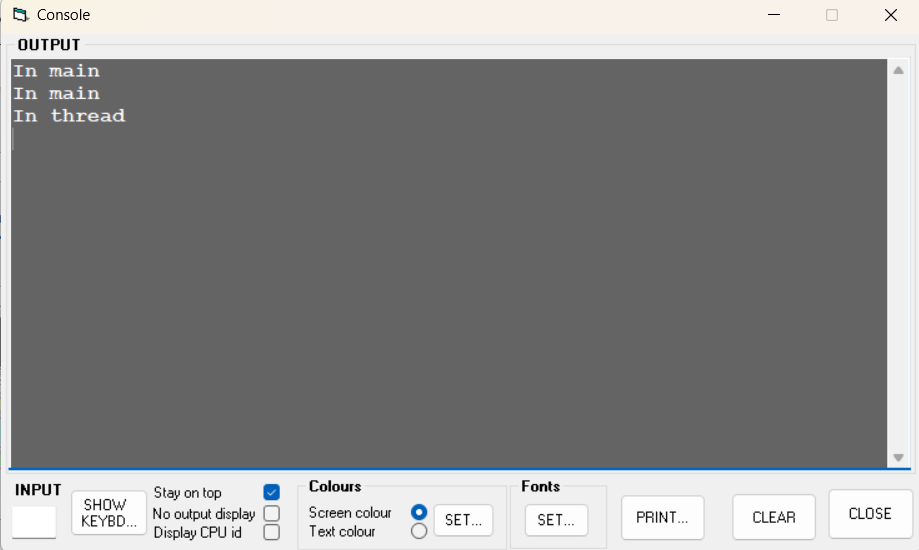 Console
OUTPUT
In main
In main
In thread
INPUT
SHOW
KEYBD...
Stay on top
No output display
Display CPU id
Colours
Screen colour
Text colour
SET...
Fonts
SET...
PRINT...
CLEAR
CLOSE